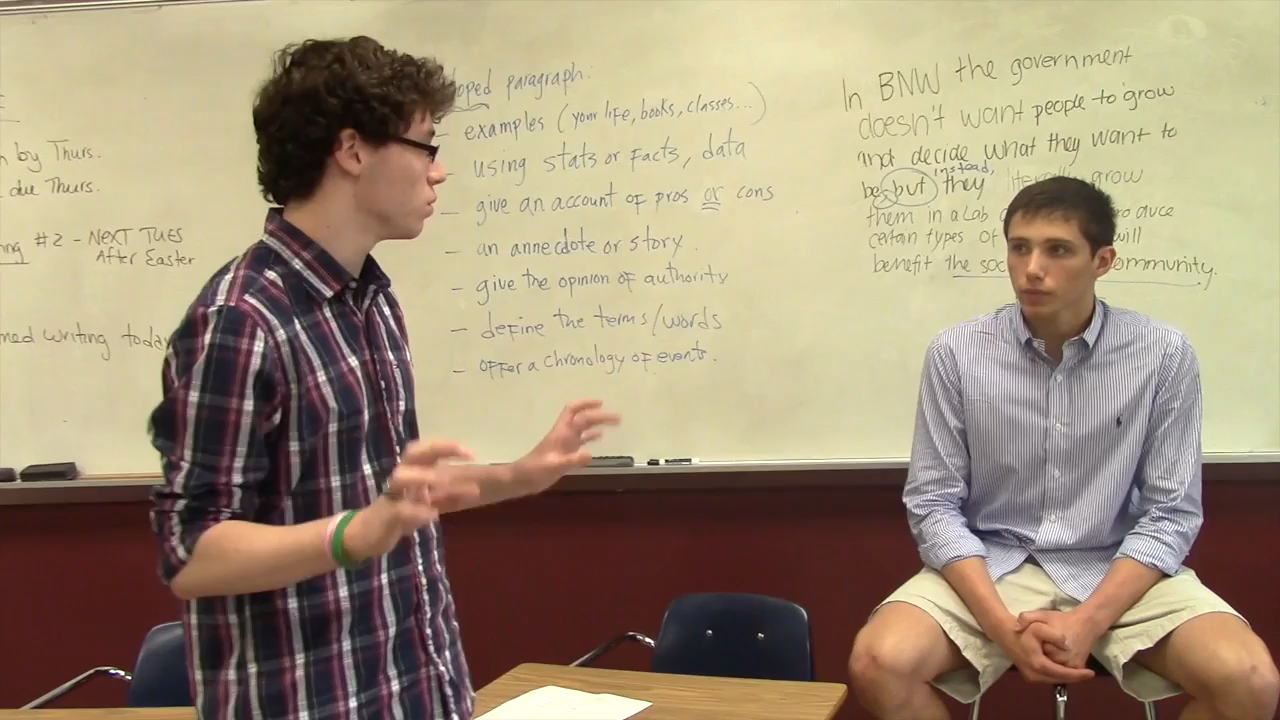 by Thurs.
due Thurs.
#2 - NEXT TUES
After Easter
writing today
oped paragraph:
- examples (your life, books, classes...)
- using stats or facts, data
- give an account of pros or cons
- an annecdote or story.
- give the opinion of authority
- define the terms/words
- offer a chronology of events.
In BNW the government
doesn't want people to grow
and decide what they want to
be, but instead, they literally grow
them in a lab
certain types of will
benefit the community.